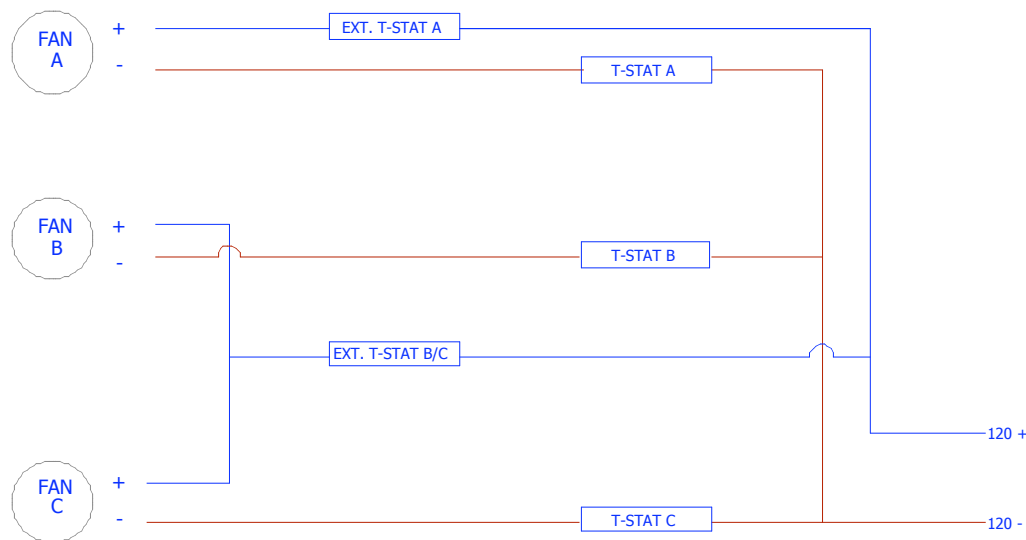 FAN
A
+
-
EXT. T-STAT A
T-STAT A
FAN
B
+
-
T-STAT B
EXT. T-STAT B/C
120 +
FAN
C
+
-
T-STAT C
120 -